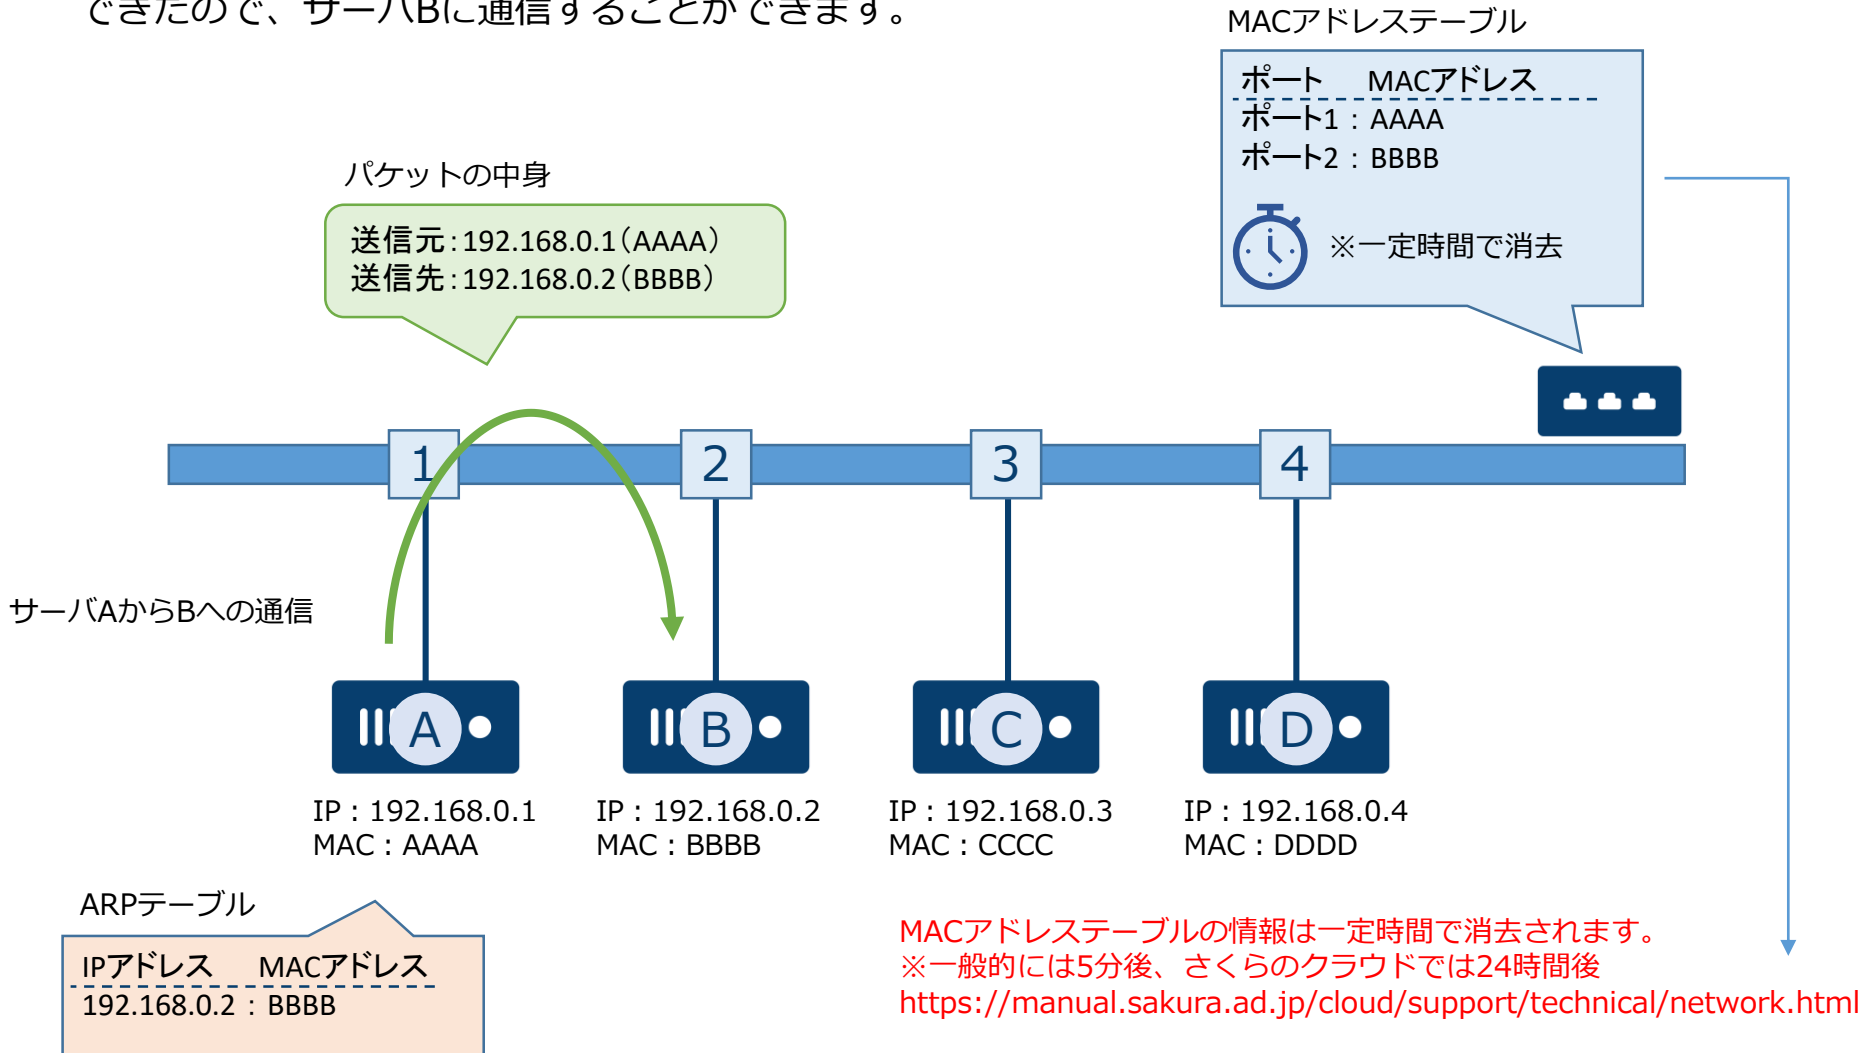 できたので、サーバBに通信することができます。
MACアドレステーブル
ポート MACアドレス
ポート1：AAAA
ポート2：BBBB
※一定時間で消去
パケットの中身
送信元：192.168.0.1（AAAA）
送信先：192.168.0.2（BBBB）
1
2
3
4
サーバAからBへの通信
A
B
C
D
IP：192.168.0.1
MAC：AAAA
IP：192.168.0.2
MAC：BBBB
IP：192.168.0.3
MAC：CCCC
IP：192.168.0.4
MAC：DDDD
ARPテーブル
IPアドレス MACアドレス
192.168.0.2：BBBB
MACアドレステーブルの情報は一定時間で消去されます。
※一般的には5分後、さくらのクラウドでは24時間後
https://manual.sakura.ad.jp/cloud/support/technical/network.html